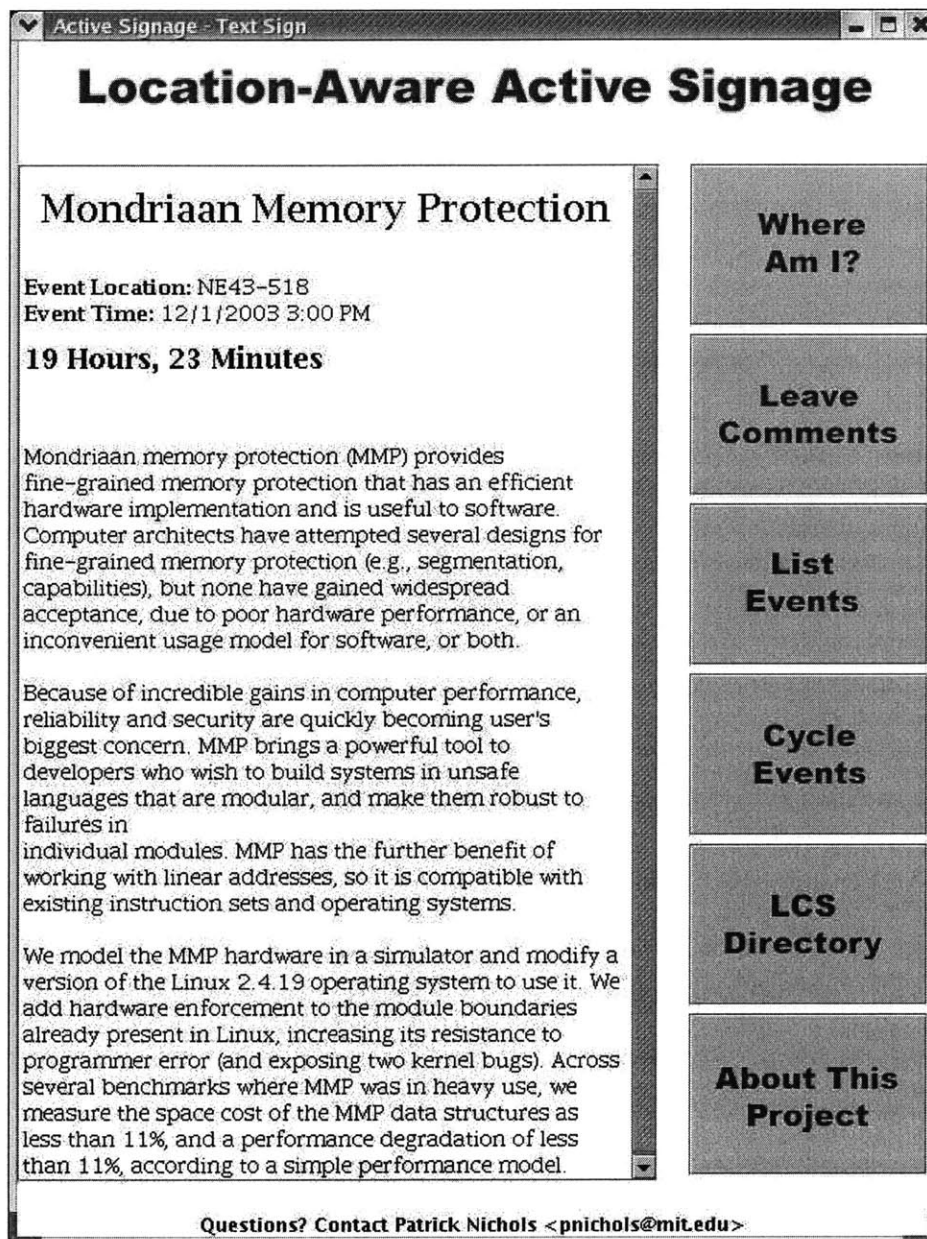 Active Signage - Text Sign
Location-Aware Active Signage
Mondriaan Memory Protection
Event Location: NE43-518
Event Time: 12/1/2003 3:00 PM
19 Hours, 23 Minutes
Mondriaan memory protection (MMP) provides
fine-grained memory protection that has an efficient
hardware implementation and is useful to software.
Computer architects have attempted several designs for
fine-grained memory protection (e.g., segmentation,
capabilities), but none have gained widespread
acceptance, due to poor hardware performance, or an
inconvenient usage model for software, or both.
Because of incredible gains in computer performance,
reliability and security are quickly becoming user's
biggest concern. MMP brings a powerful tool to
developers who wish to build systems in unsafe
languages that are modular, and make them robust to
failures in
individual modules. MMP has the further benefit of
working with linear addresses, so it is compatible with
existing instruction sets and operating systems.
We model the MMP hardware in a simulator and modify a
version of the Linux 2.4.19 operating system to use it. We
add hardware enforcement to the module boundaries
already present in Linux, increasing its resistance to
programmer error (and exposing two kernel bugs). Across
several benchmarks where MMP was in heavy use, we
measure the space cost of the MMP data structures as
less than 11%, and a performance degradation of less
than 11%, according to a simple performance model.
Where
Am I?
Leave
Comments
List
Events
Cycle
Events
LCS
Directory
About This
Project
Questions? Contact Patrick Nichols <pnichols@mit.edu>